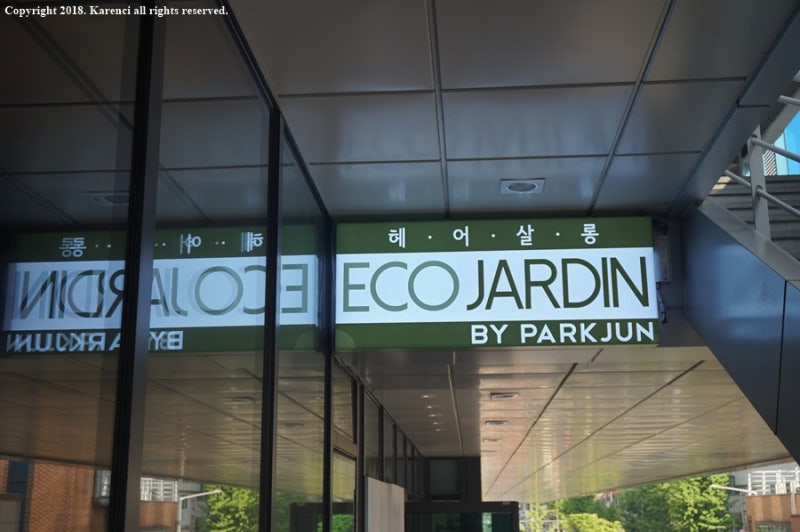 Copyright 2018. Karenci all rights reserved.
헤·어·살·롱
ECO JARDIN
BY PARKJUN